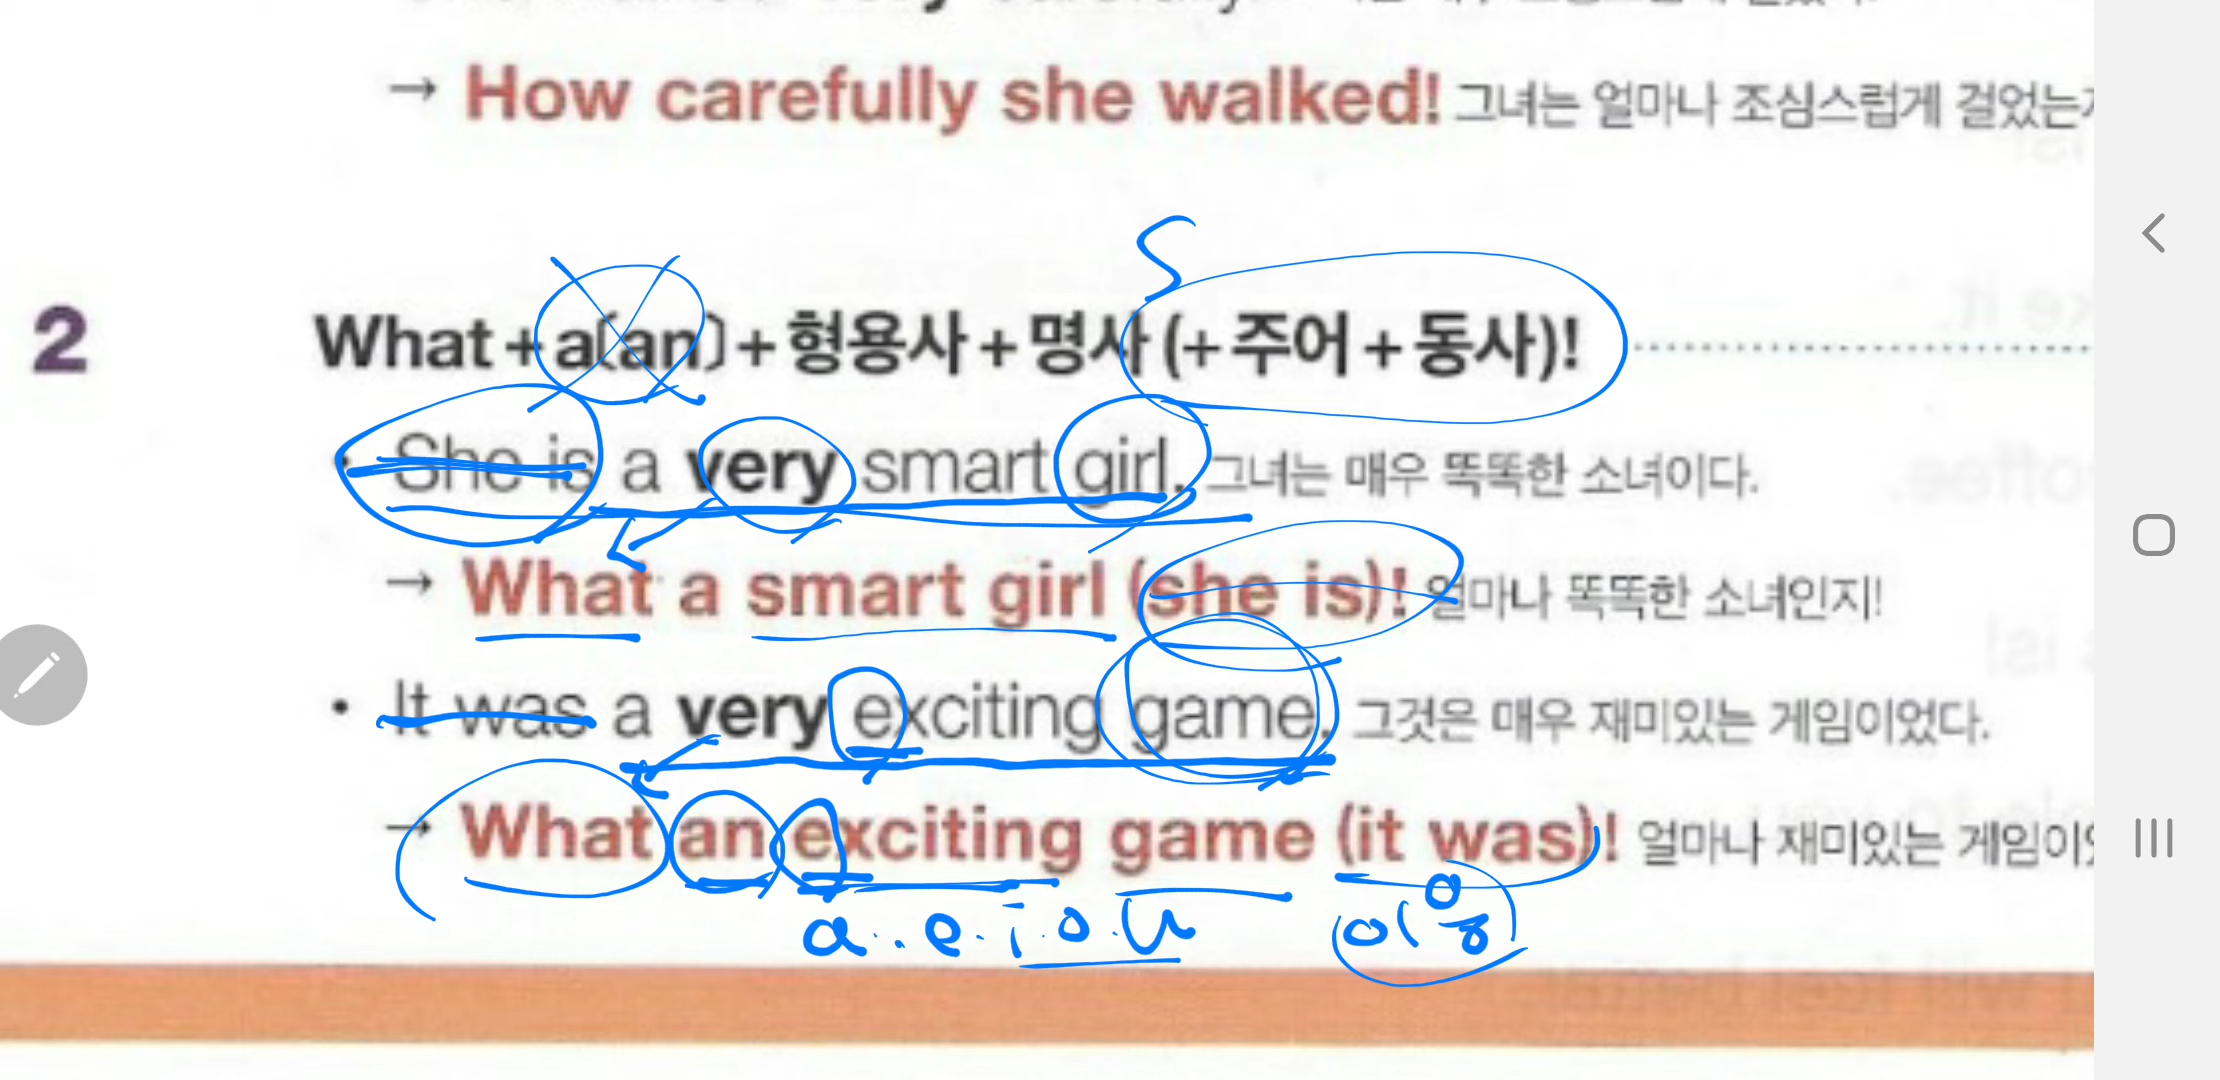 → How carefully she walked! 그녀는 얼마나 조심스럽게 걸었는
S
2 What + a(an) + 형용사 + 명사 (+ 주어 + 동사)!
• She is a very smart girl. 그녀는 매우 똑똑한 소녀이다.
→ What a smart girl (she is)! 얼마나 똑똑한 소녀인지!
• It was a very exciting game. 그것은 매우 재미있는 게임이었다.
→ What an exciting game (it was)! 얼마나 재미있는 게임이
a..e.i.o.u